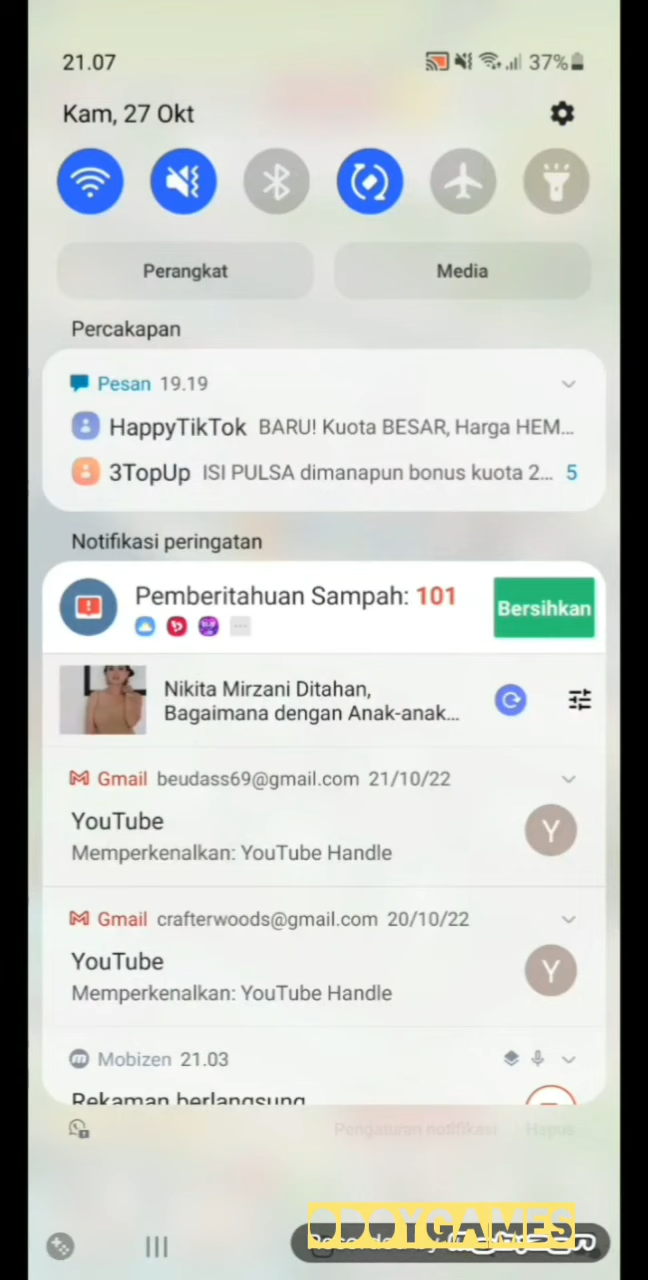 21.07
37%
Kam, 27 Okt
Perangkat
Media
Percakapan
Pesan 19.19
HappyTikTok BARU! Kuota BESAR, Harga HEM...
3TopUp ISI PULSA dimanapun bonus kuota 2... 5
Notifikasi peringatan
Pemberitahuan Sampah: 101
Bersihkan
Nikita Mirzani Ditahan,
Bagaimana dengan Anak-anak...
Gmail beudass69@gmail.com 21/10/22
YouTube
Y
Memperkenalkan: YouTube Handle
Gmail crafterwoods@gmail.com 20/10/22
YouTube
Y
Memperkenalkan: YouTube Handle
Mobizen 21.03
Rekaman berlangsung
Pengaturan notifikasi Hapus
ODOYGAMES
Recorded by